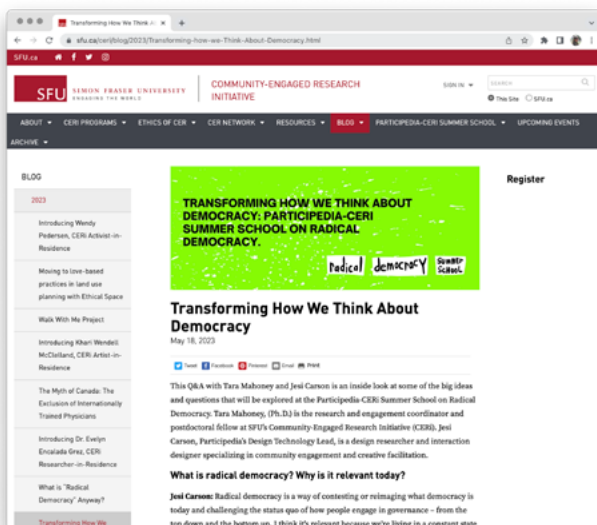 Transforming How We Think A
sfu.ca/ceri/blog/2023/Transforming-how-we-Think-About-Democracy.html
SFU.ca
SFU SIMON FRASER UNIVERSITY
ENGAGING THE WORLD
COMMUNITY-ENGAGED RESEARCH
INITIATIVE
SIGN IN
SEARCH
This Site SFU.ca
ABOUT CERI PROGRAMS ETHICS OF CER CER NETWORK RESOURCES BLOG PARTICIPEDIA-CERI SUMMER SCHOOL UPCOMING EVENTS
ARCHIVE
BLOG
2023
Introducing Wendy
Pedersen, CERi Activist-in-
Residence
Moving to love-based
practices in land use
planning with Ethical Space
Walk With Me Project
Introducing Khari Wendell
McClelland, CERi Artist-in-
Residence
The Myth of Canada: The
Exclusion of Internationally
Trained Physicians
Introducing Dr. Evelyn
Encalada Grez, CERi
Researcher-in-Residence
What is "Radical
Democracy" Anyway?
Transforming How We
TRANSFORMING HOW WE THINK ABOUT
DEMOCRACY: PARTICIPEDIA-CERI
SUMMER SCHOOL ON RADICAL
DEMOCRACY.
radical democracy SUMMER
SCHOOL
Transforming How We Think About
Democracy
May 18, 2023
Tweet Facebook Pinterest Email Print
This Q&A with Tara Mahoney and Jesi Carson is an inside look at some of the big ideas
and questions that will be explored at the Participedia-CERi Summer School on Radical
Democracy. Tara Mahoney, (Ph.D.) is the research and engagement coordinator and
postdoctoral fellow at SFU's Community-Engaged Research Initiative (CERi). Jesi
Carson, Participedia's Design Technology Lead, is a design researcher and interaction
designer specializing in community engagement and creative facilitation.
What is radical democracy? Why is it relevant today?
Jesi Carson: Radical democracy is a way of contesting or reimaging what democracy is
today and challenging the status quo of how people engage in governance – from the
top down and the bottom up. I think it's relevant because we're living in a constant state
Register